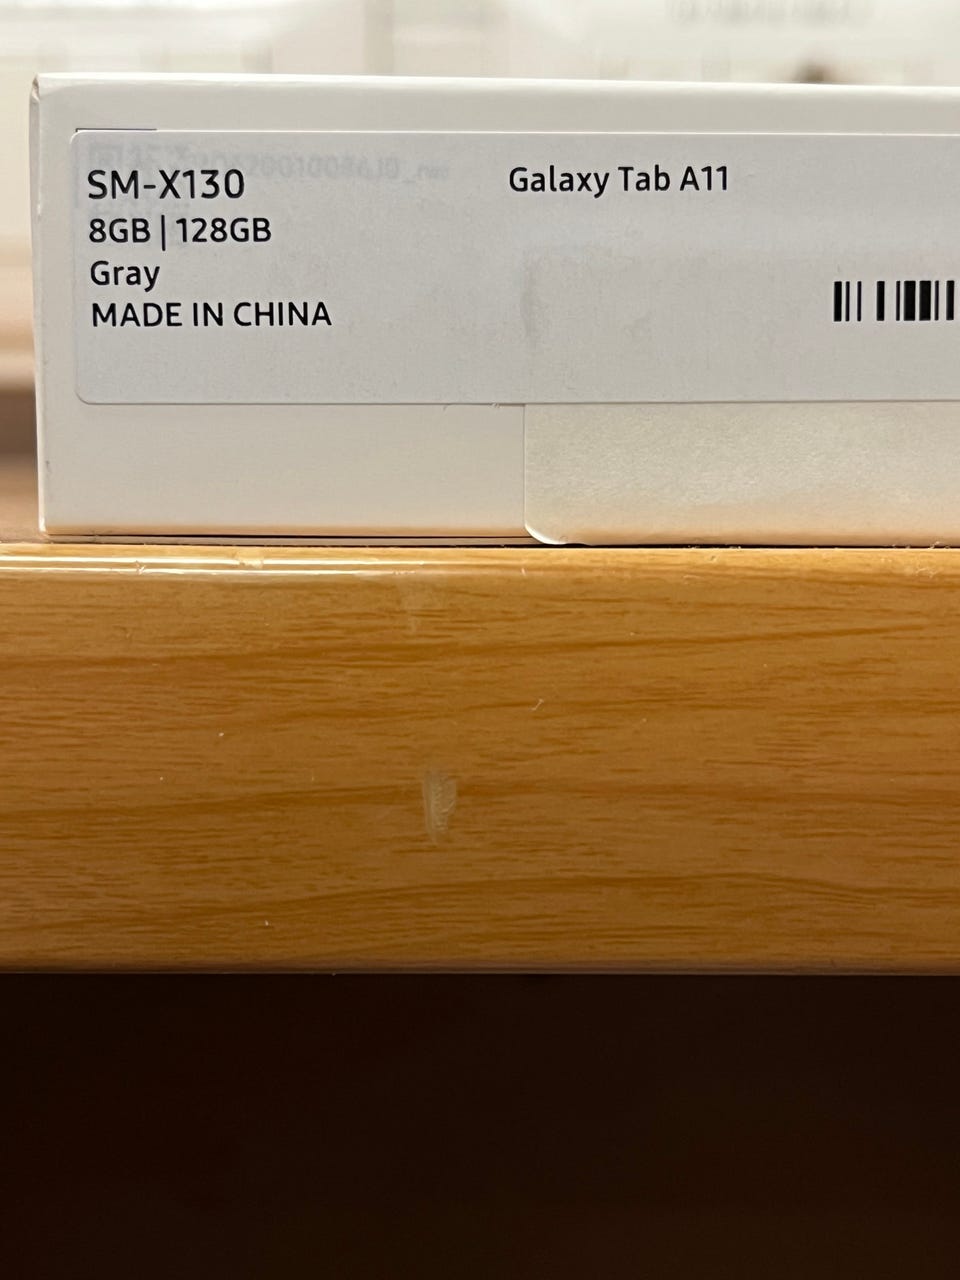 SM-X130
Galaxy Tab A11
8GB | 128GB
Gray
MADE IN CHINA